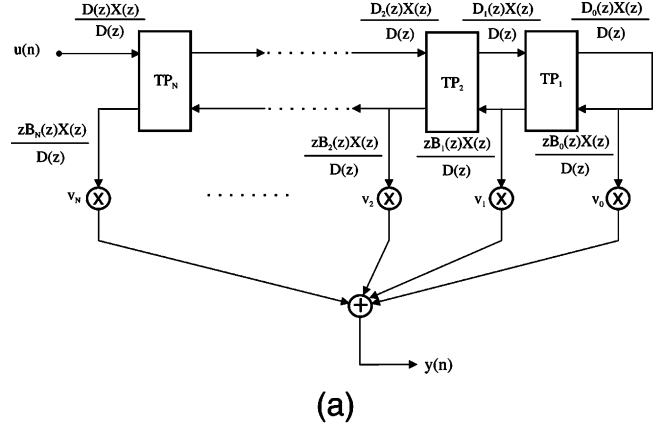 D(z)X(z) D₂(z)X(z) D₁(z)X(z) D₀(z)X(z)
D(z) D(z) D(z) D(z)
u(n)
TP_N TP₂ TP₁
zB_N(z)X(z) zB₂(z)X(z) zB₁(z)X(z) zB₀(z)X(z)
D(z) D(z) D(z) D(z)
v_N X v₂ X v₁ X v₀ X
+
y(n)
(a)